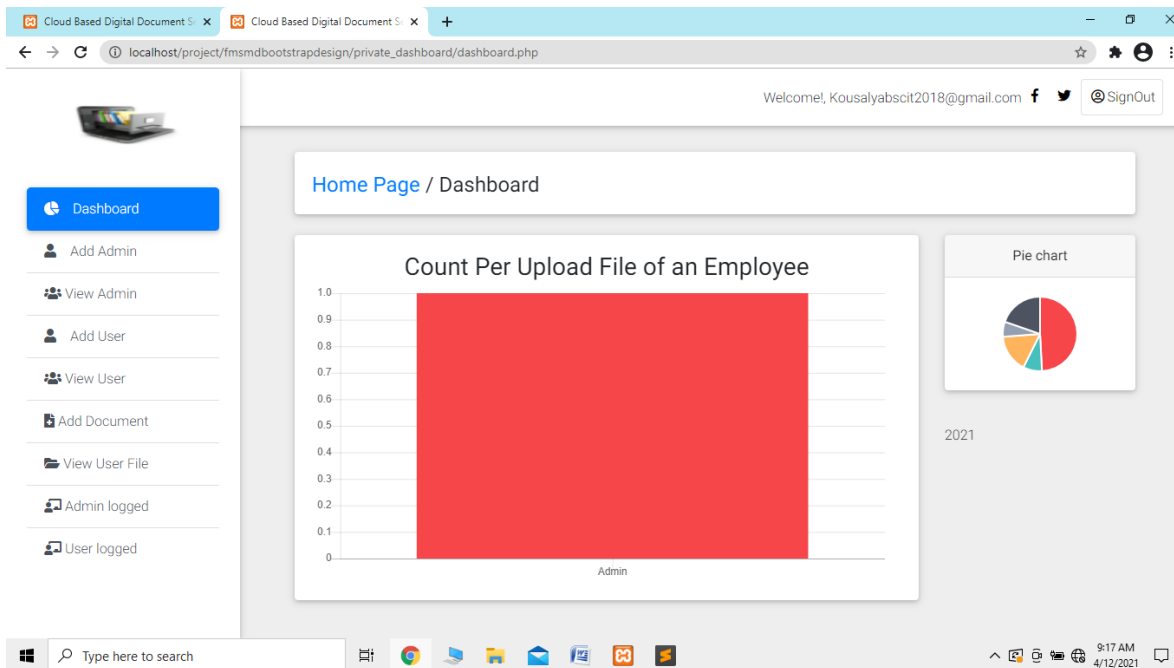 Cloud Based Digital Document S
Cloud Based Digital Document S
localhost/project/fmsmdbootstrapdesign/private_dashboard/dashboard.php
Welcome!, Kousalyabscit2018@gmail.com
SignOut
Dashboard
Add Admin
View Admin
Add User
View User
Add Document
View User File
Admin logged
User logged
Home Page / Dashboard
Count Per Upload File of an Employee
1.0
0.9
0.8
0.7
0.6
0.5
0.4
0.3
0.2
0.1
0
Admin
Pie chart
2021
Type here to search
9:17 AM
4/12/2021